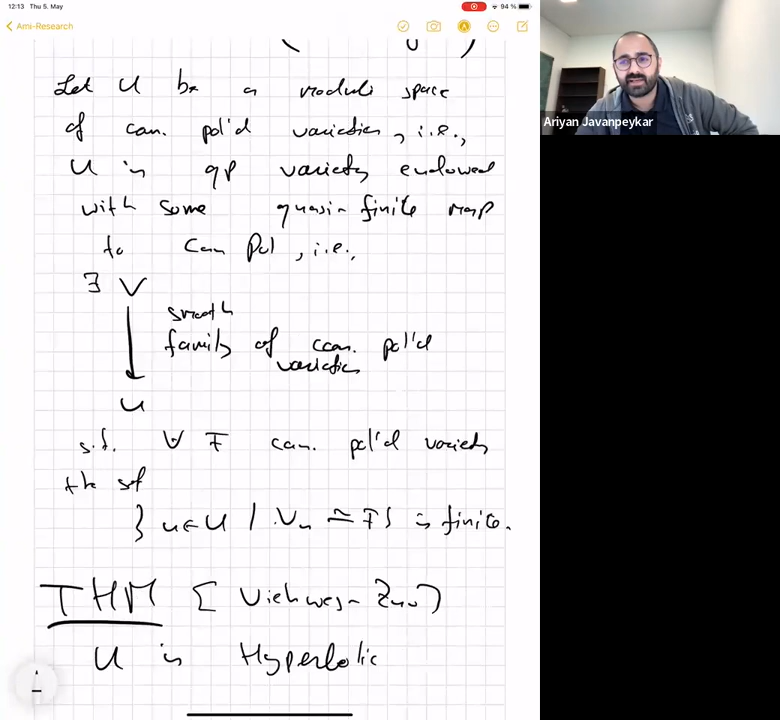 12:13 Thu 5. May
94 %
Ami-Research
Ariyan Javanpeykar
Let U be a moduli space
of can. pol'd varieties, i.e.,
U is qp variety endowed
with some quasi-finite map
to Can Pol, i.e.,
∃ V
smooth
family of can. pol'd
varieties
U
s.t. ∀ F can. pol'd variety
the set
{ u ∈ U | V_u ≅ F } is finite.
THM [Viehweg-Zuo]
U is Hyperbolic